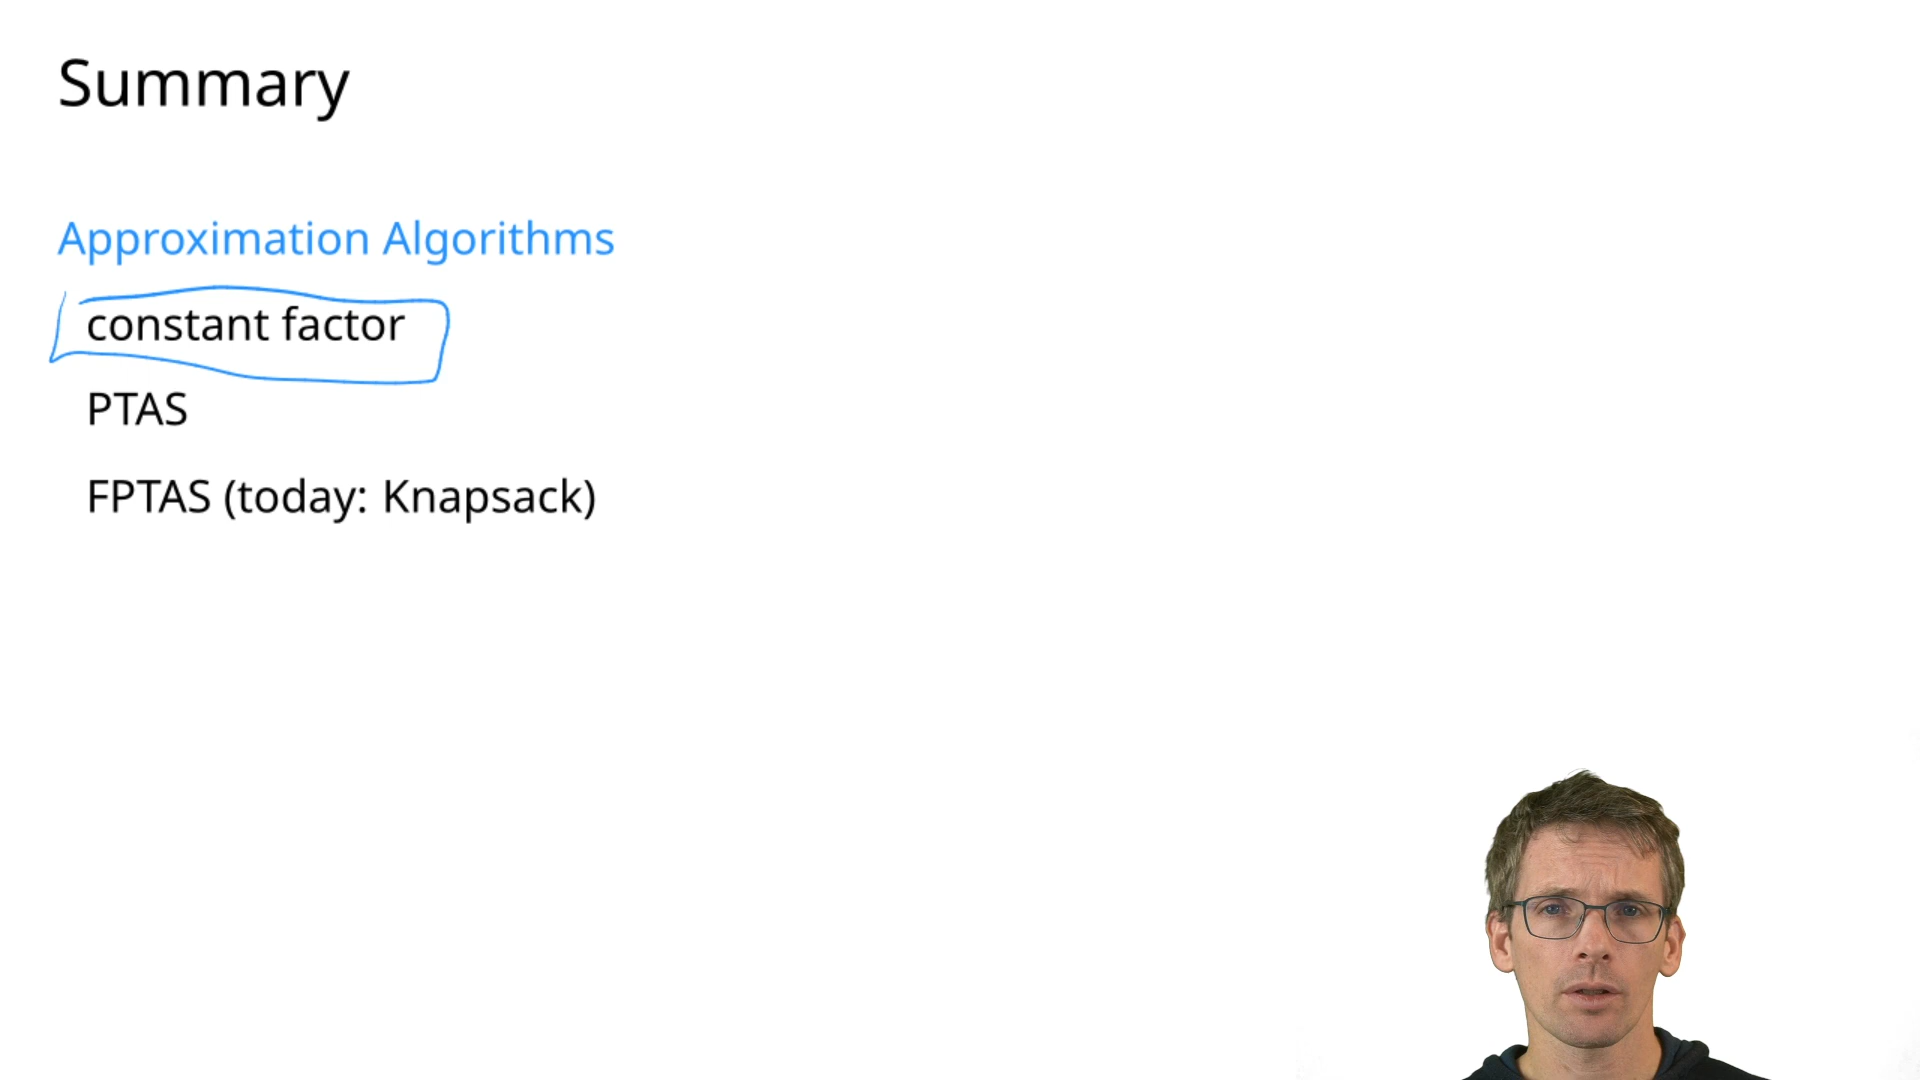 Summary
Approximation Algorithms
constant factor
PTAS
FPTAS (today: Knapsack)